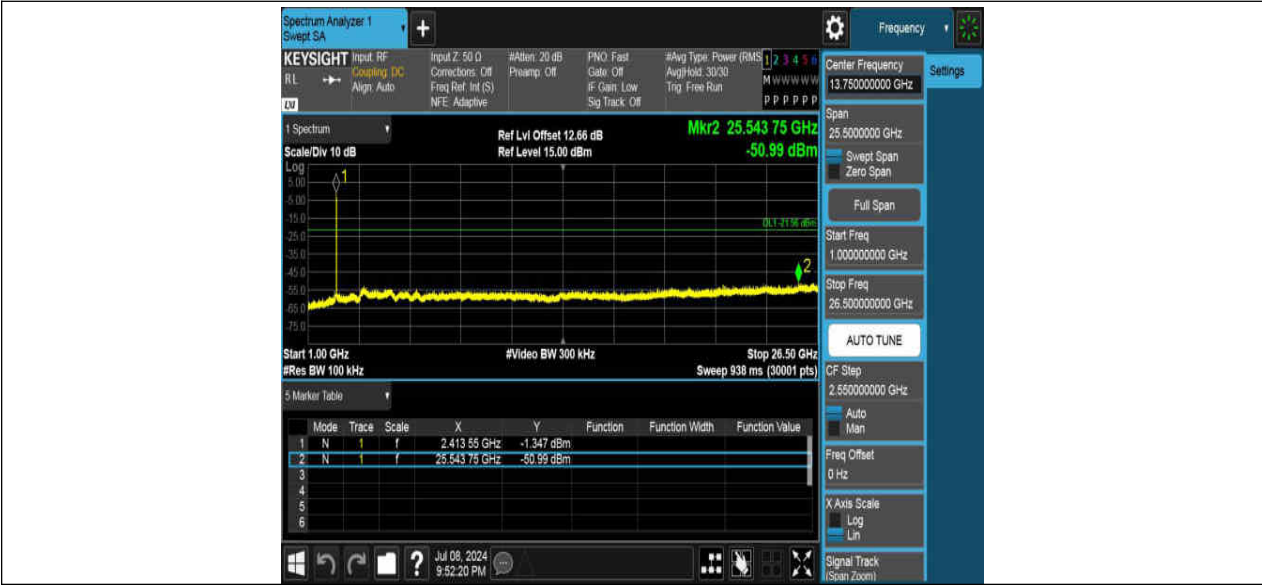 Spectrum Analyzer 1
Swept SA
+
Frequency
KEYSIGHT
RL
LXI
Input: RF
Coupling: DC
Align: Auto
Input Z: 50 Ω
Corrections: Off
Freq Ref: Int (S)
NFE: Adaptive
#Atten: 20 dB
Preamp: Off
PNO: Fast
Gate: Off
IF Gain: Low
Sig Track: Off
#Avg Type: Power (RMS
Avg|Hold: 30/30
Trig: Free Run
1 2 3 4 5 6
M W W W W W
P P P P P P
1 Spectrum
Scale/Div 10 dB
Ref Lvl Offset 12.66 dB
Ref Level 15.00 dBm
Mkr2 25.543 75 GHz
-50.99 dBm
Log
5.00
-5.00
-15.0
-25.0
-35.0
-45.0
-55.0
-65.0
-75.0
1
DL1 -21.56 dBm
2
Start 1.00 GHz
#Res BW 100 kHz
#Video BW 300 kHz
Stop 26.50 GHz
Sweep 938 ms (30001 pts)
5 Marker Table
Mode Trace Scale X Y Function Function Width Function Value
1 N 1 f 2.413 55 GHz -1.347 dBm
2 N 1 f 25.543 75 GHz -50.99 dBm
3
4
5
6
?
Jul 08, 2024
9:52:20 PM
Center Frequency
13.750000000 GHz
Settings
Span
25.5000000 GHz
Swept Span
Zero Span
Full Span
Start Freq
1.000000000 GHz
Stop Freq
26.500000000 GHz
AUTO TUNE
CF Step
2.550000000 GHz
Auto
Man
Freq Offset
0 Hz
X Axis Scale
Log
Lin
Signal Track
(Span Zoom)